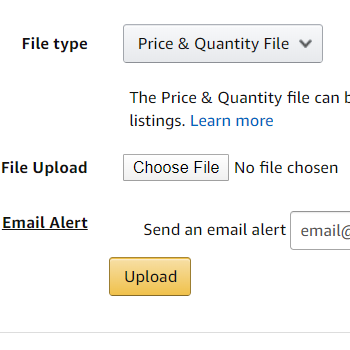 File type Price & Quantity File
The Price & Quantity file can
listings. Learn more
File Upload Choose File No file chosen
Email Alert Send an email alert email@
Upload